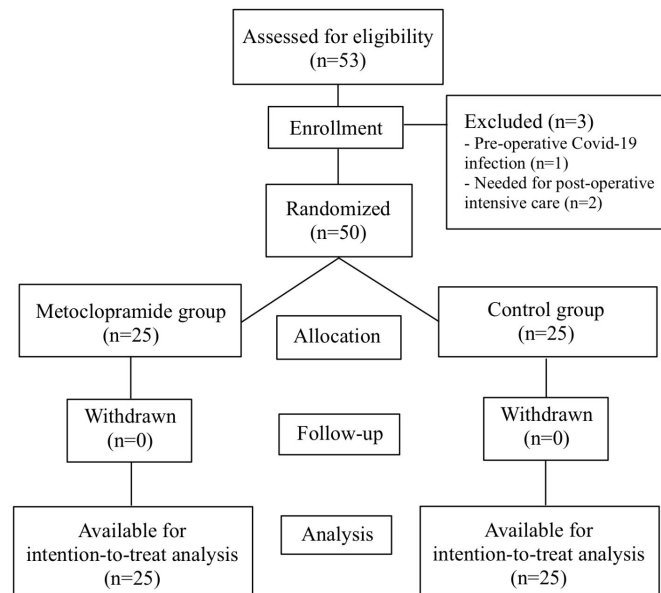 Assessed for eligibility
(n=53)
Enrollment
Excluded (n=3)
- Pre-operative Covid-19
infection (n=1)
- Needed for post-operative
intensive care (n=2)
Randomized
(n=50)
Metoclopramide group
(n=25)
Allocation
Control group
(n=25)
Withdrawn
(n=0)
Follow-up
Withdrawn
(n=0)
Available for
intention-to-treat analysis
(n=25)
Analysis
Available for
intention-to-treat analysis
(n=25)